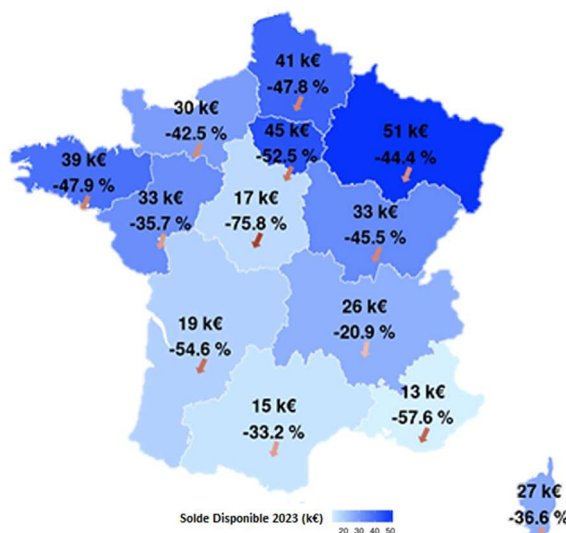 41 k€
-47.8 %
30 k€
-42.5 %
45 k€
-52.5 %
51 k€
-44.4 %
39 k€
-47.9 %
33 k€
-35.7 %
17 k€
-75.8 %
33 k€
-45.5 %
26 k€
-20.9 %
19 k€
-54.6 %
13 k€
-57.6 %
15 k€
-33.2 %
27 k€
-36.6 %
Solde Disponible 2023 (k€)
20 30 40 50